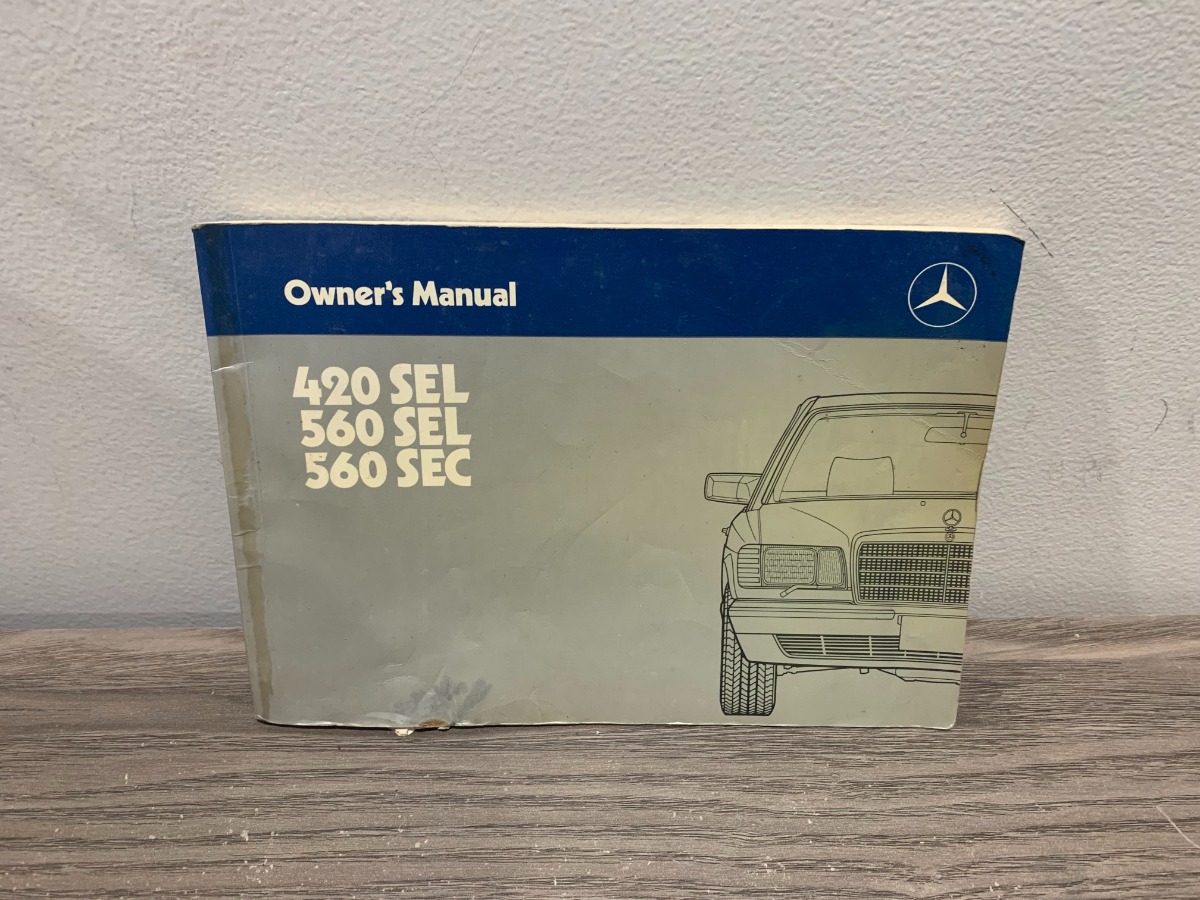 Owner's Manual
420 SEL
560 SEL
560 SEC